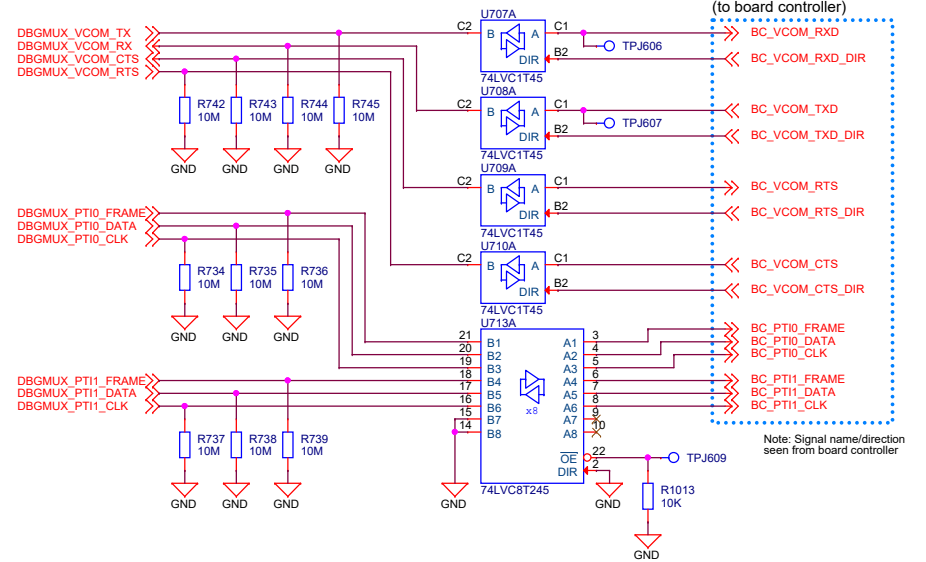 (to board controller)
U707A
DBGMUX_VCOM_TX
C2
B
A
C1
BC_VCOM_RXD
DBGMUX_VCOM_RX
TPJ606
DBGMUX_VCOM_CTS
DIR
B2
BC_VCOM_RXD_DIR
DBGMUX_VCOM_RTS
74LVC1T45
U708A
R742
10M
R743
10M
R744
10M
R745
10M
C2
B
A
C1
BC_VCOM_TXD
TPJ607
DIR
B2
BC_VCOM_TXD_DIR
74LVC1T45
GND
GND
GND
GND
U709A
C2
B
A
C1
BC_VCOM_RTS
DIR
B2
BC_VCOM_RTS_DIR
74LVC1T45
DBGMUX_PTI0_FRAME
DBGMUX_PTI0_DATA
DBGMUX_PTI0_CLK
U710A
C2
B
A
C1
BC_VCOM_CTS
DIR
B2
BC_VCOM_CTS_DIR
74LVC1T45
R734
10M
R735
10M
R736
10M
GND
GND
GND
U713A
21
B1
A1
3
BC_PTI0_FRAME
20
B2
A2
4
BC_PTI0_DATA
19
B3
A3
5
BC_PTI0_CLK
DBGMUX_PTI1_FRAME
18
B4
A4
6
BC_PTI1_FRAME
DBGMUX_PTI1_DATA
17
B5
A5
7
BC_PTI1_DATA
DBGMUX_PTI1_CLK
16
B6
A6
8
BC_PTI1_CLK
15
B7
A7
9
14
B8
A8
10
x8
R737
10M
R738
10M
R739
10M
Note: Signal name/direction
seen from board controller
OE
22
TPJ609
DIR
2
74LVC8T245
R1013
10K
GND
GND
GND
GND
GND
GND